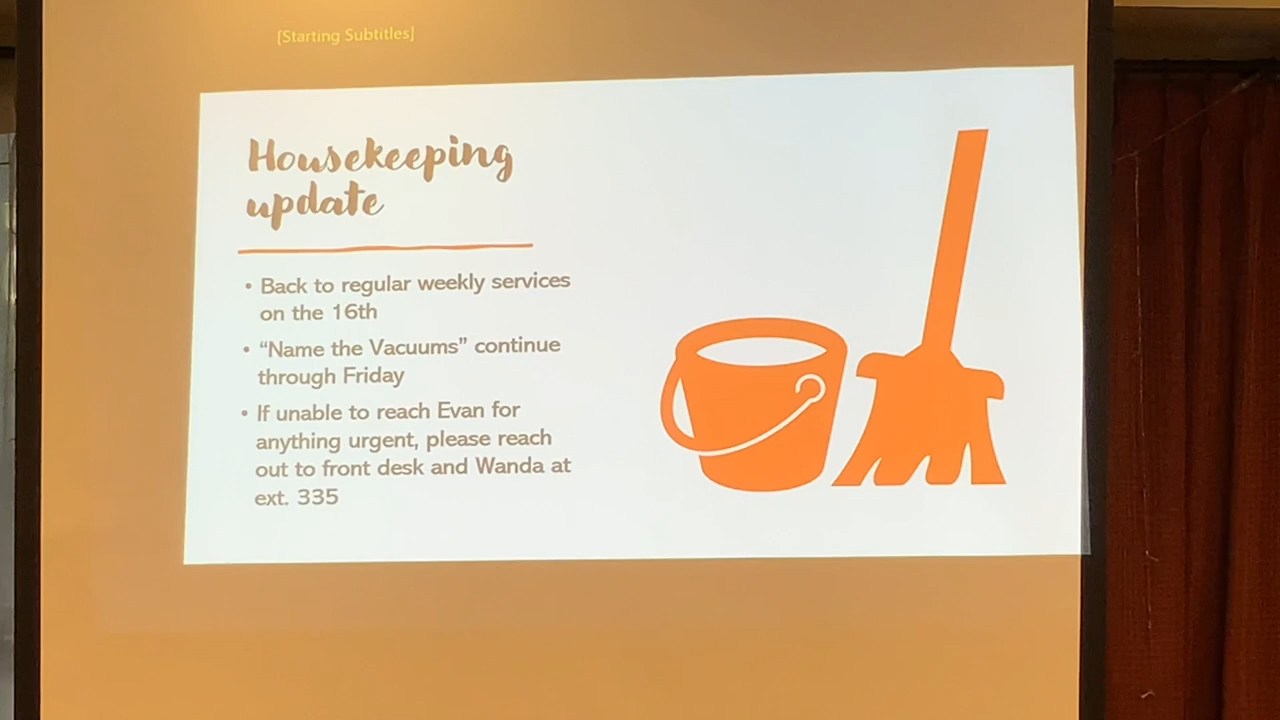 [Starting Subtitles]
Housekeeping
update
• Back to regular weekly services
on the 16th
• “Name the Vacuums” continue
through Friday
• If unable to reach Evan for
anything urgent, please reach
out to front desk and Wanda at
ext. 335